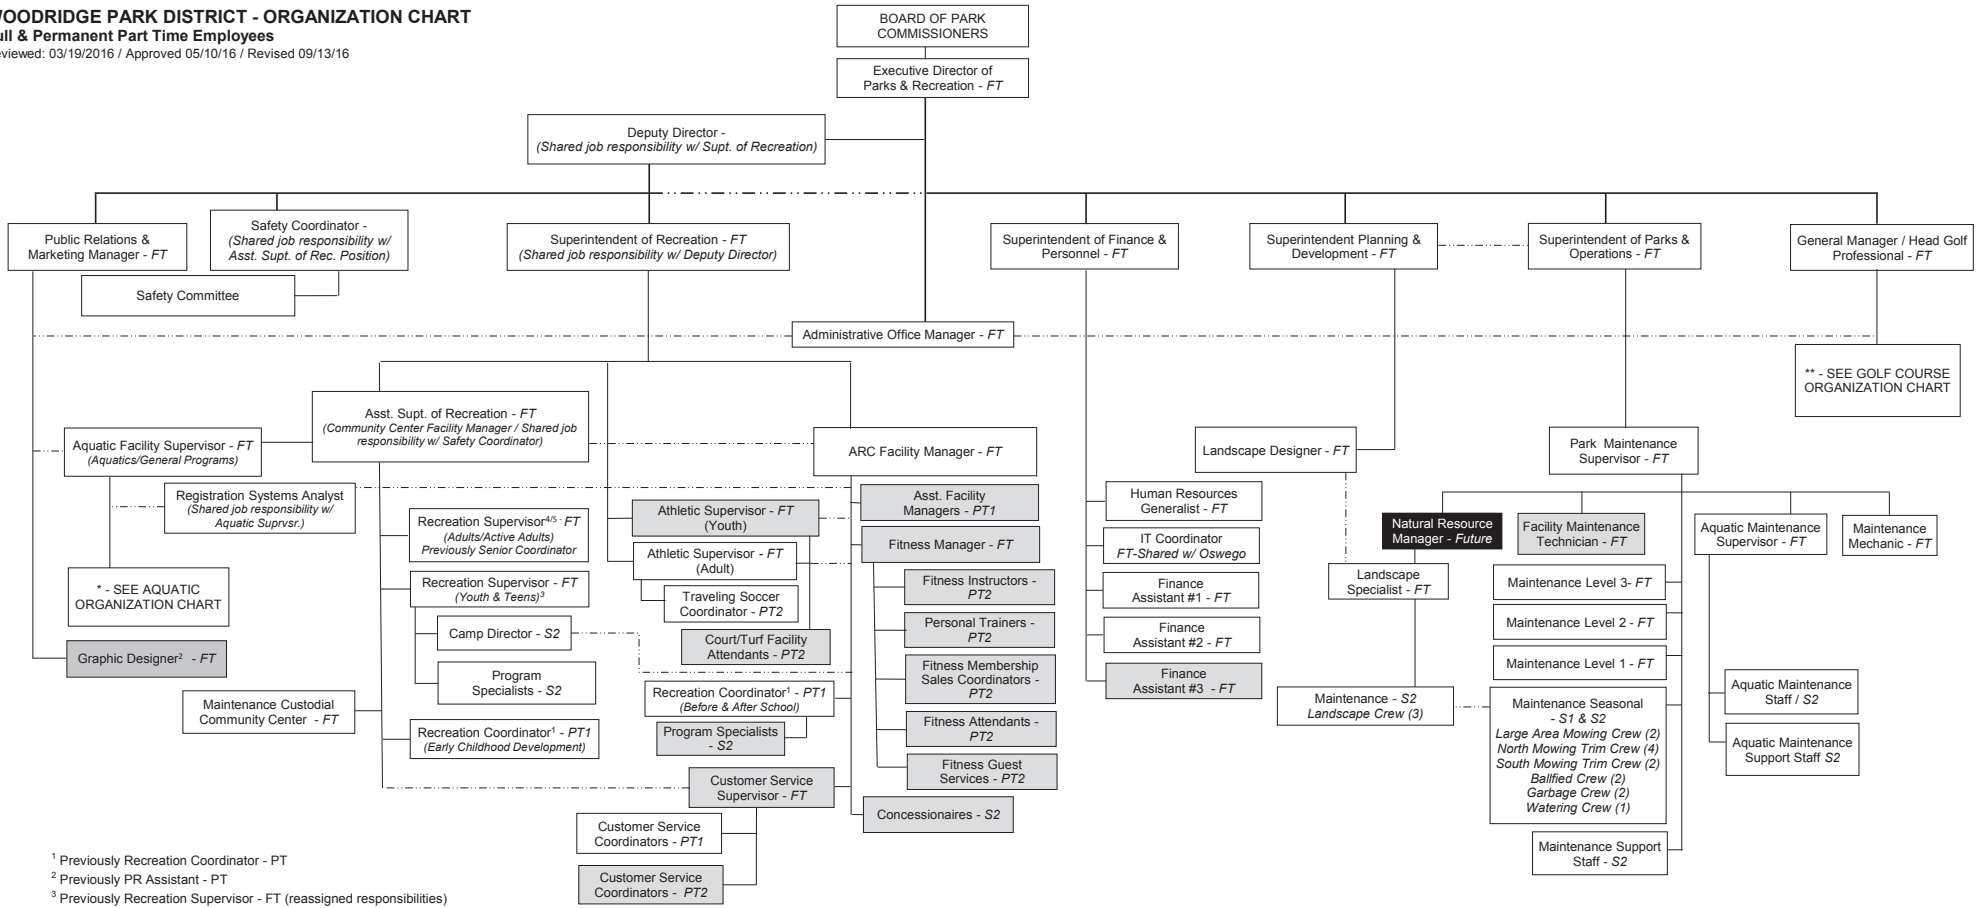 WOODRIDGE PARK DISTRICT - ORGANIZATION CHART
Full & Permanent Part Time Employees
Reviewed: 03/19/2016 / Approved 05/10/16 / Revised 09/13/16
BOARD OF PARK
COMMISSIONERS
Executive Director of
Parks & Recreation - FT
Deputy Director -
(Shared job responsibility w/ Supt. of Recreation)
Public Relations &
Marketing Manager - FT
Safety Coordinator -
(Shared job responsibility w/
Asst. Supt. of Rec. Position)
Safety Committee
Superintendent of Recreation - FT
(Shared job responsibility w/ Deputy Director)
Superintendent of Finance &
Personnel - FT
Superintendent Planning &
Development - FT
Superintendent of Parks &
Operations - FT
General Manager / Head Golf
Professional - FT
Administrative Office Manager - FT
** - SEE GOLF COURSE
ORGANIZATION CHART
Asst. Supt. of Recreation - FT
(Community Center Facility Manager / Shared job
responsibility w/ Safety Coordinator)
Aquatic Facility Supervisor - FT
(Aquatics/General Programs)
Registration Systems Analyst
(Shared job responsibility w/
Aquatic Suprvsr.)
* - SEE AQUATIC
ORGANIZATION CHART
Graphic Designer² - FT
Maintenance Custodial
Community Center - FT
Recreation Supervisor⁴/⁵ - FT
(Adults/Active Adults)
Previously Senior Coordinator
Recreation Supervisor - FT
(Youth & Teens)³
Camp Director - S2
Program
Specialists - S2
Recreation Coordinator¹ - PT1
(Early Childhood Development)
ARC Facility Manager - FT
Athletic Supervisor - FT
(Youth)
Athletic Supervisor - FT
(Adult)
Traveling Soccer
Coordinator - PT2
Court/Turf Facility
Attendants - PT2
Recreation Coordinator¹ - PT1
(Before & After School)
Program Specialists
- S2
Customer Service
Supervisor - FT
Customer Service
Coordinators - PT1
Customer Service
Coordinators - PT2
Asst. Facility
Managers - PT1
Fitness Manager - FT
Fitness Instructors -
PT2
Personal Trainers -
PT2
Fitness Membership
Sales Coordinators -
PT2
Fitness Attendants -
PT2
Fitness Guest
Services - PT2
Concessionaires - S2
Human Resources
Generalist - FT
IT Coordinator
FT-Shared w/ Oswego
Finance
Assistant #1 - FT
Finance
Assistant #2 - FT
Finance
Assistant #3 - FT
Landscape Designer - FT
Landscape
Specialist - FT
Maintenance - S2
Landscape Crew (3)
Park Maintenance
Supervisor - FT
Natural Resource
Manager - Future
Facility Maintenance
Technician - FT
Aquatic Maintenance
Supervisor - FT
Maintenance
Mechanic - FT
Maintenance Level 3- FT
Maintenance Level 2 - FT
Maintenance Level 1 - FT
Maintenance Seasonal
- S1 & S2
Large Area Mowing Crew (2)
North Mowing Trim Crew (4)
South Mowing Trim Crew (2)
Ballfied Crew (2)
Garbage Crew (2)
Watering Crew (1)
Maintenance Support
Staff - S2
Aquatic Maintenance
Staff / S2
Aquatic Maintenance
Support Staff S2
¹ Previously Recreation Coordinator - PT
² Previously PR Assistant - PT
³ Previously Recreation Supervisor - FT (reassigned responsibilities)